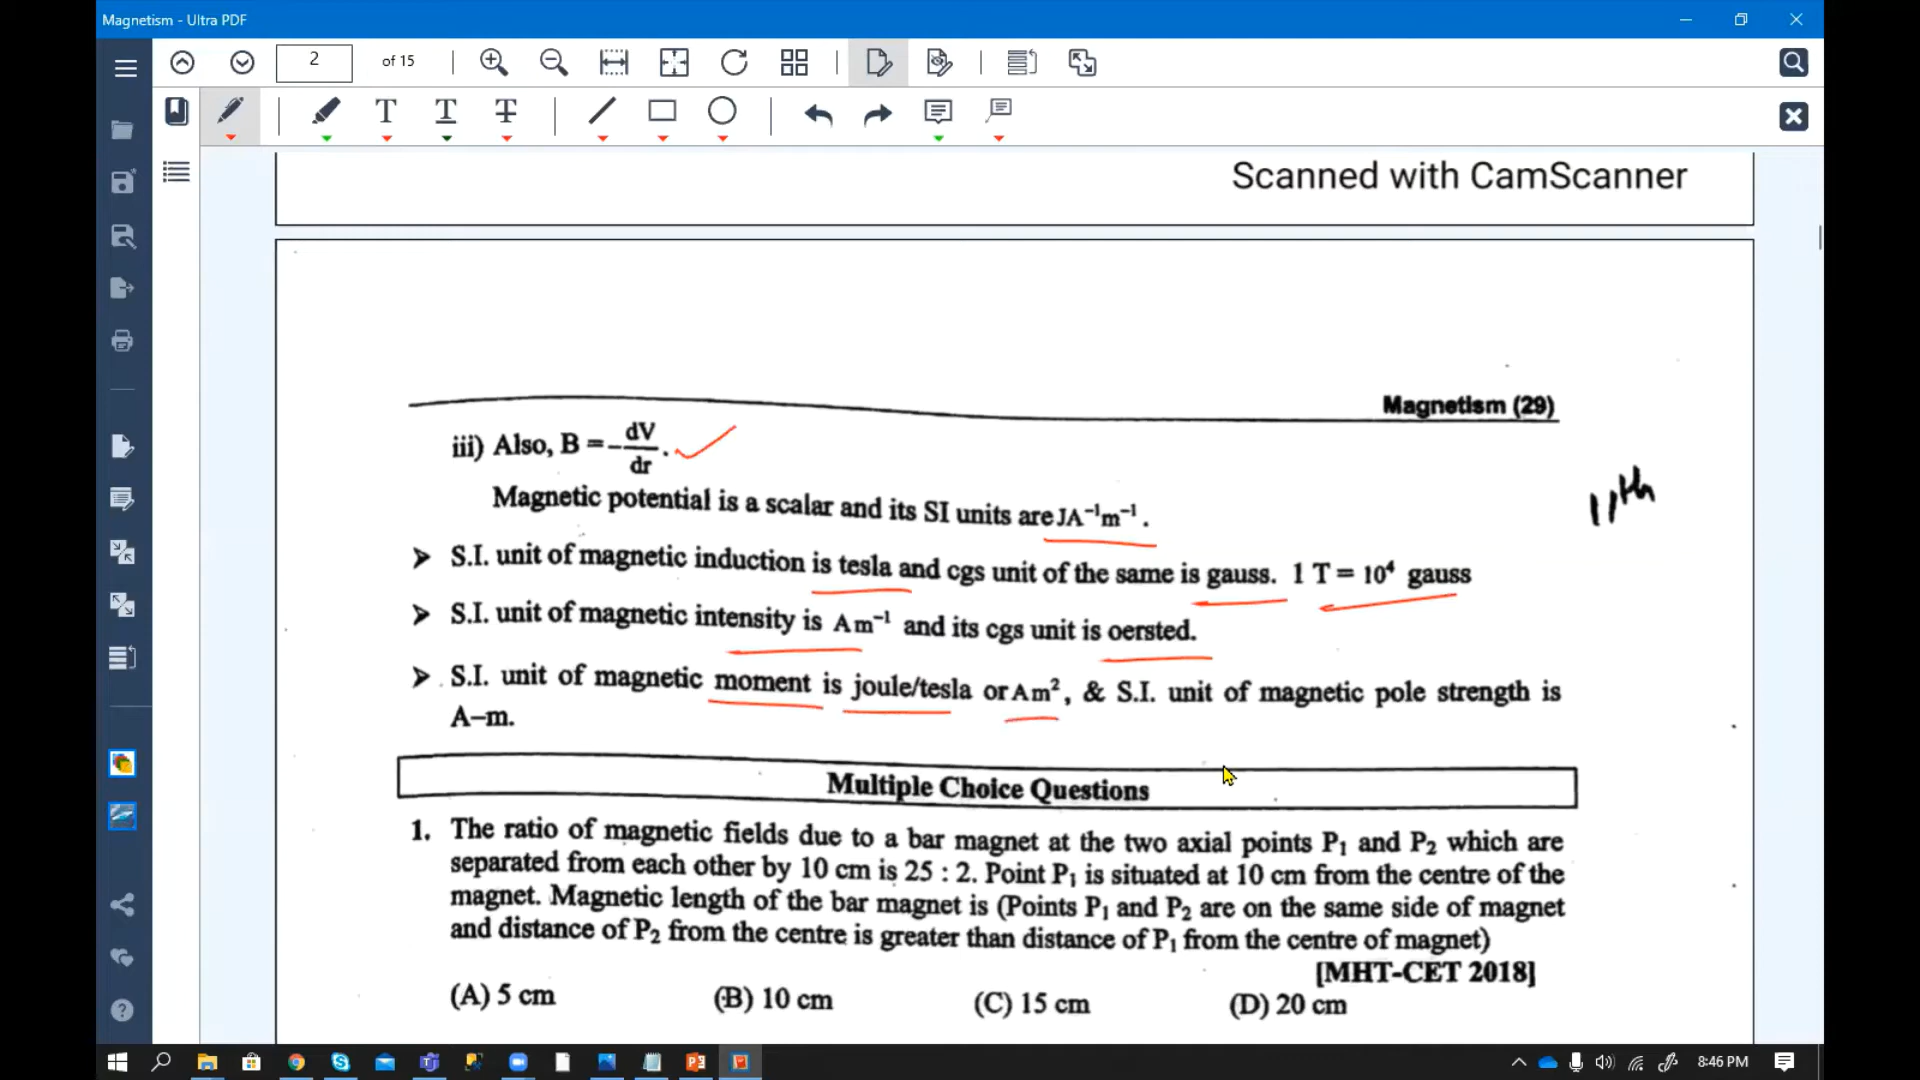 Magnetism - Ultra PDF
2 of 15
Scanned with CamScanner
Magnetism (29)
iii) Also, B = -dV/dr.
11th
Magnetic potential is a scalar and its SI units are JA⁻¹m⁻¹.
➤ S.I. unit of magnetic induction is tesla and cgs unit of the same is gauss. 1 T = 10⁴ gauss
➤ S.I. unit of magnetic intensity is Am⁻¹ and its cgs unit is oersted.
➤ S.I. unit of magnetic moment is joule/tesla or Am², & S.I. unit of magnetic pole strength is
A–m.
Multiple Choice Questions
1. The ratio of magnetic fields due to a bar magnet at the two axial points P₁ and P₂ which are
separated from each other by 10 cm is 25 : 2. Point P₁ is situated at 10 cm from the centre of the
magnet. Magnetic length of the bar magnet is (Points P₁ and P₂ are on the same side of magnet
and distance of P₂ from the centre is greater than distance of P₁ from the centre of magnet)
[MHT-CET 2018]
(A) 5 cm (B) 10 cm (C) 15 cm (D) 20 cm
8:46 PM